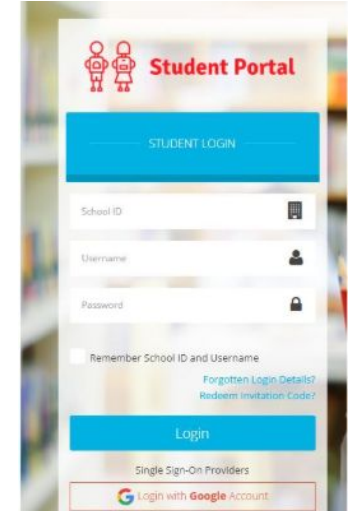 Student Portal
STUDENT LOGIN
School ID
Username
Password
Remember School ID and Username
Forgotten Login Details?
Redeem Invitation Code?
Login
Single Sign-On Providers
Login with Google Account